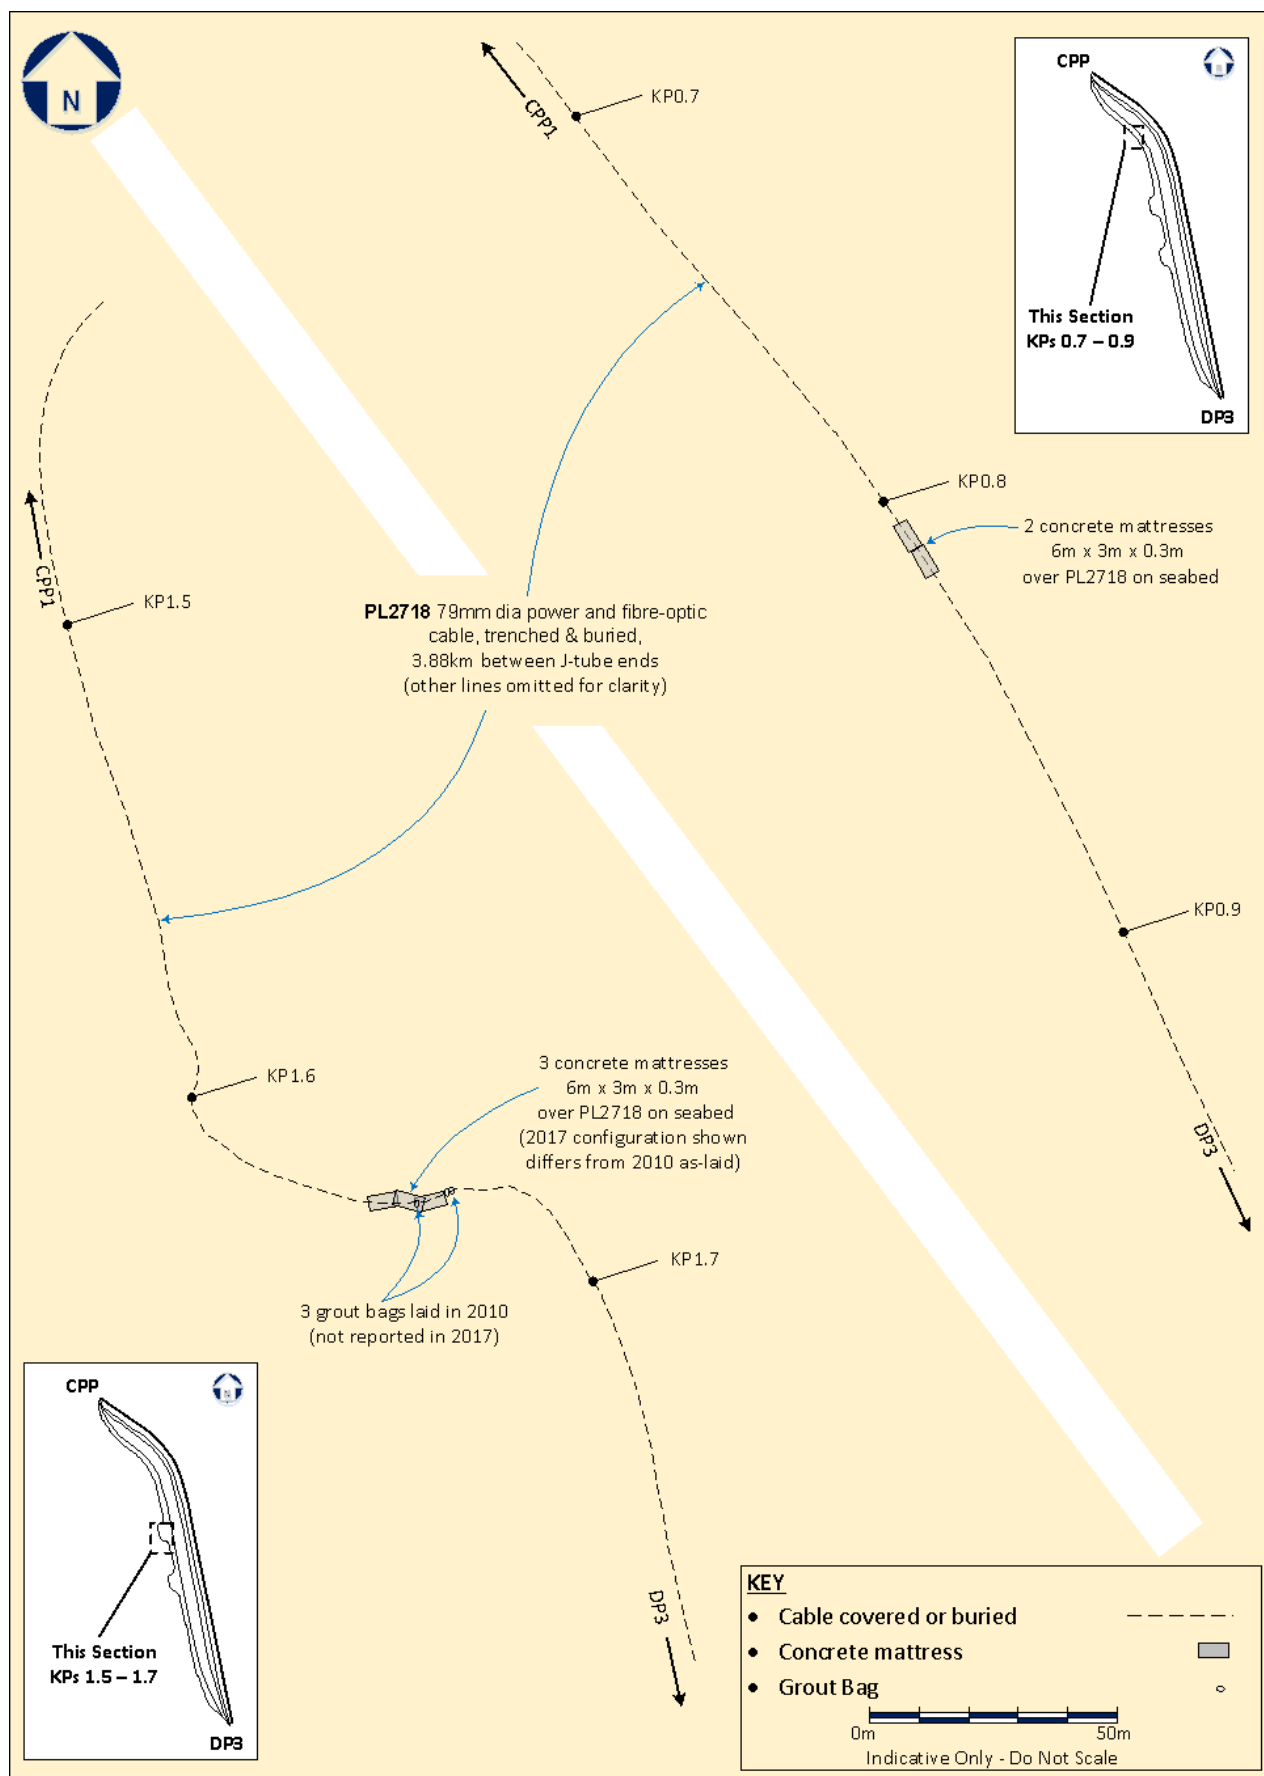 N
CPP1
KP0.7
CPP
This Section
KPs 0.7 – 0.9
DP3
KP0.8
2 concrete mattresses
6m x 3m x 0.3m
over PL2718 on seabed
CPP1
KP1.5
PL2718 79mm dia power and fibre-optic
cable, trenched & buried,
3.88km between J-tube ends
(other lines omitted for clarity)
KP0.9
DP3
KP1.6
3 concrete mattresses
6m x 3m x 0.3m
over PL2718 on seabed
(2017 configuration shown
differs from 2010 as-laid)
KP1.7
3 grout bags laid in 2010
(not reported in 2017)
DP3
CPP
This Section
KPs 1.5 – 1.7
DP3
KEY
• Cable covered or buried
• Concrete mattress
• Grout Bag
0m 50m
Indicative Only - Do Not Scale